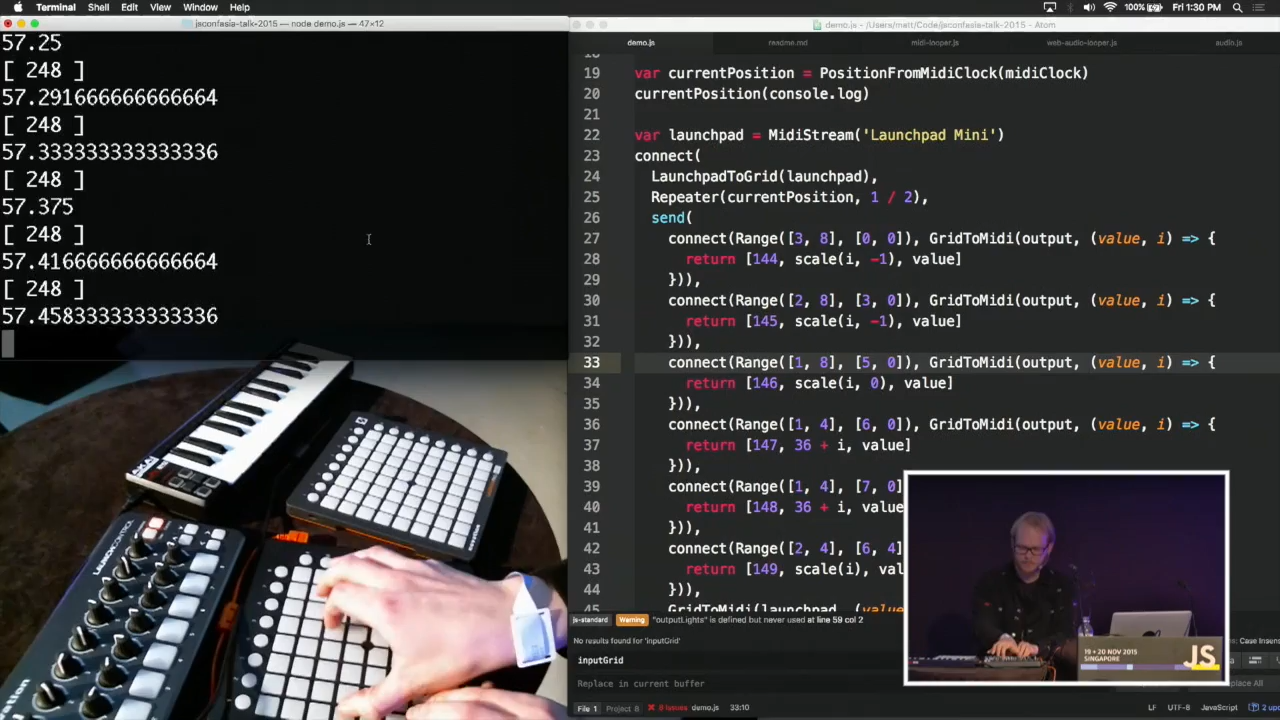 Terminal Shell Edit View Window Help
100% Fri 1:30 PM
jsconfasia-talk-2015 — node demo.js — 47×12
57.25
[ 248 ]
57.291666666666664
[ 248 ]
57.333333333333336
[ 248 ]
57.375
[ 248 ]
57.416666666666664
[ 248 ]
57.458333333333336
demo.js - /Users/matt/Code/jsconfasia-talk-2015 - Atom
demo.js readme.md midi-looper.js web-audio-looper.js audio.js
18
19 var currentPosition = PositionFromMidiClock(midiClock)
20 currentPosition(console.log)
21
22 var launchpad = MidiStream('Launchpad Mini')
23 connect(
24 LaunchpadToGrid(launchpad),
25 Repeater(currentPosition, 1 / 2),
26 send(
27 connect(Range([3, 8], [0, 0]), GridToMidi(output, (value, i) => {
28 return [144, scale(i, -1), value]
29 })),
30 connect(Range([2, 8], [3, 0]), GridToMidi(output, (value, i) => {
31 return [145, scale(i, -1), value]
32 })),
33 connect(Range([1, 8], [5, 0]), GridToMidi(output, (value, i) => {
34 return [146, scale(i, 0), value]
35 })),
36 connect(Range([1, 4], [6, 0]), GridToMidi(output, (value, i) => {
37 return [147, 36 + i, value]
38 })),
39 connect(Range([1, 4], [7, 0]
40 return [148, 36 + i, value
41 })),
42 connect(Range([2, 4], [6, 4]
43 return [149, scale(i), val
44 })),
45 GridToMidi(launchpad, (value
js-standard Warning "outputLights" is defined but never used at line 59 col 2
No results found for 'inputGrid'
Case Insens
inputGrid
Replace in current buffer
File 1 Project 8 8 Issues demo.js 33:10
LF UTF-8 JavaScript
19 + 20 NOV 2015
SINGAPORE
JS